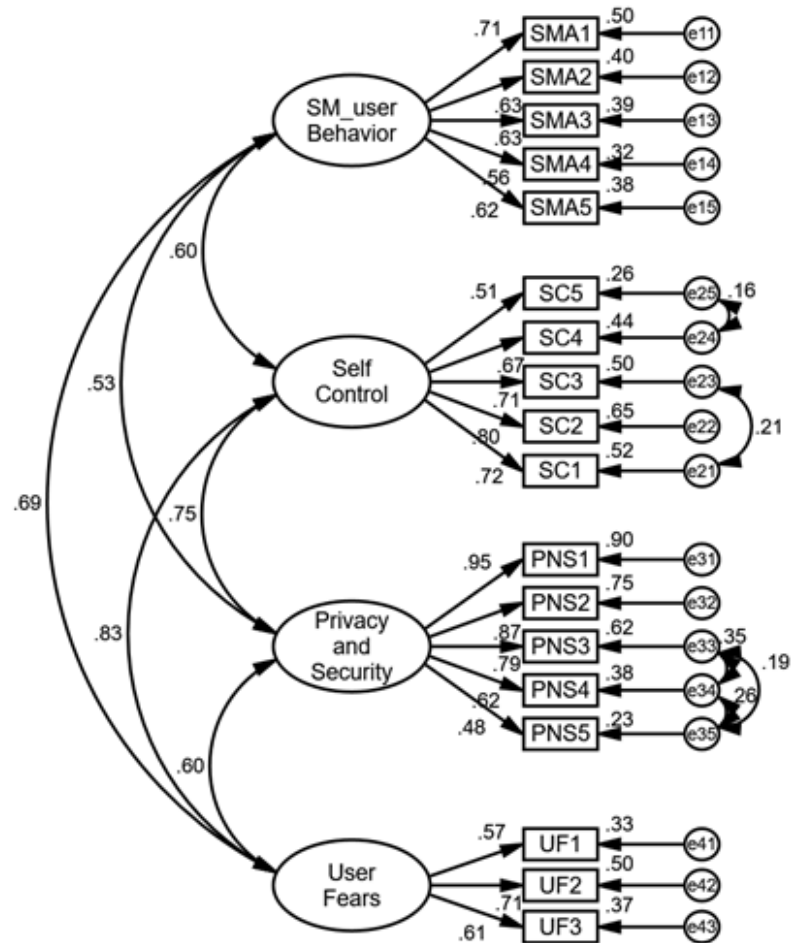 .71
SMA1
.50
e11
SMA2
.40
e12
SM_user
Behavior
.63
SMA3
.39
e13
.63
SMA4
.32
e14
.56
SMA5
.38
e15
.62
.60
.51
SC5
.26
e25
.16
SC4
.44
e24
Self
Control
.67
SC3
.50
e23
.53
.71
SC2
.65
e22
.21
.80
SC1
.52
e21
.72
.69
.75
.95
PNS1
.90
e31
PNS2
.75
e32
.83
Privacy
and
Security
.87
PNS3
.62
e33
.35
.19
.79
PNS4
.38
e34
.26
.62
PNS5
.23
e35
.48
.60
.57
UF1
.33
e41
User
Fears
UF2
.50
e42
.71
UF3
.37
e43
.61